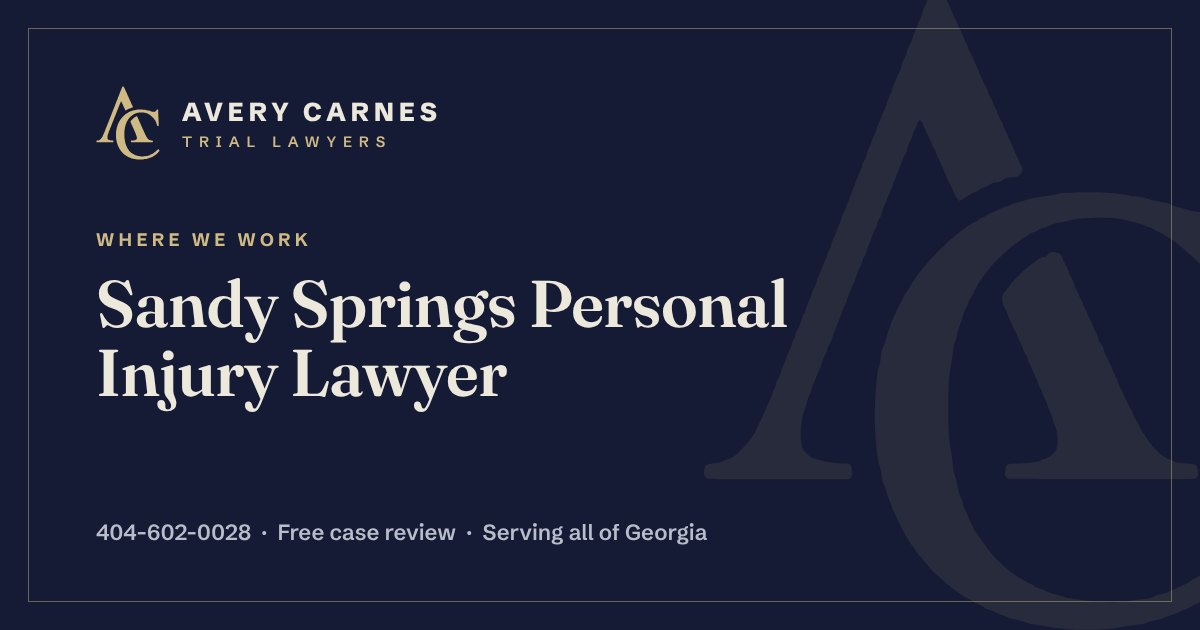 AVERY CARNES
TRIAL LAWYERS
WHERE WE WORK
Sandy Springs Personal
Injury Lawyer
404-602-0028 · Free case review · Serving all of Georgia